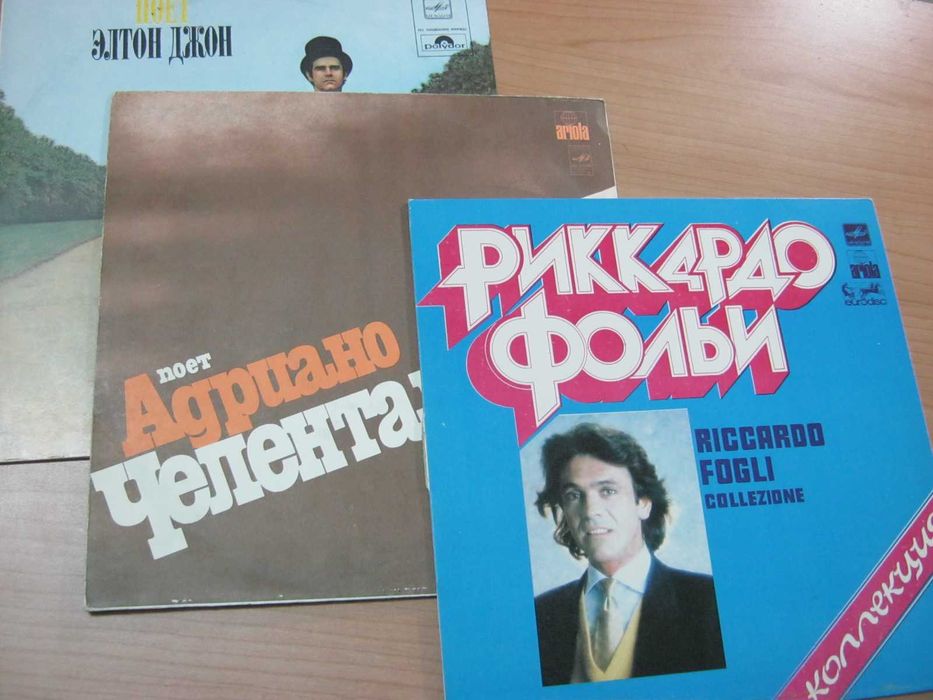 ПОЕТ
ЭЛТОН ДЖОН
Polydor
ariola
поет
Адриано
Челента
РИККАРДО
ФОЛЬИ
ariola
eurodisc
RICCARDO
FOGLI
COLLEZIONE
коллекция